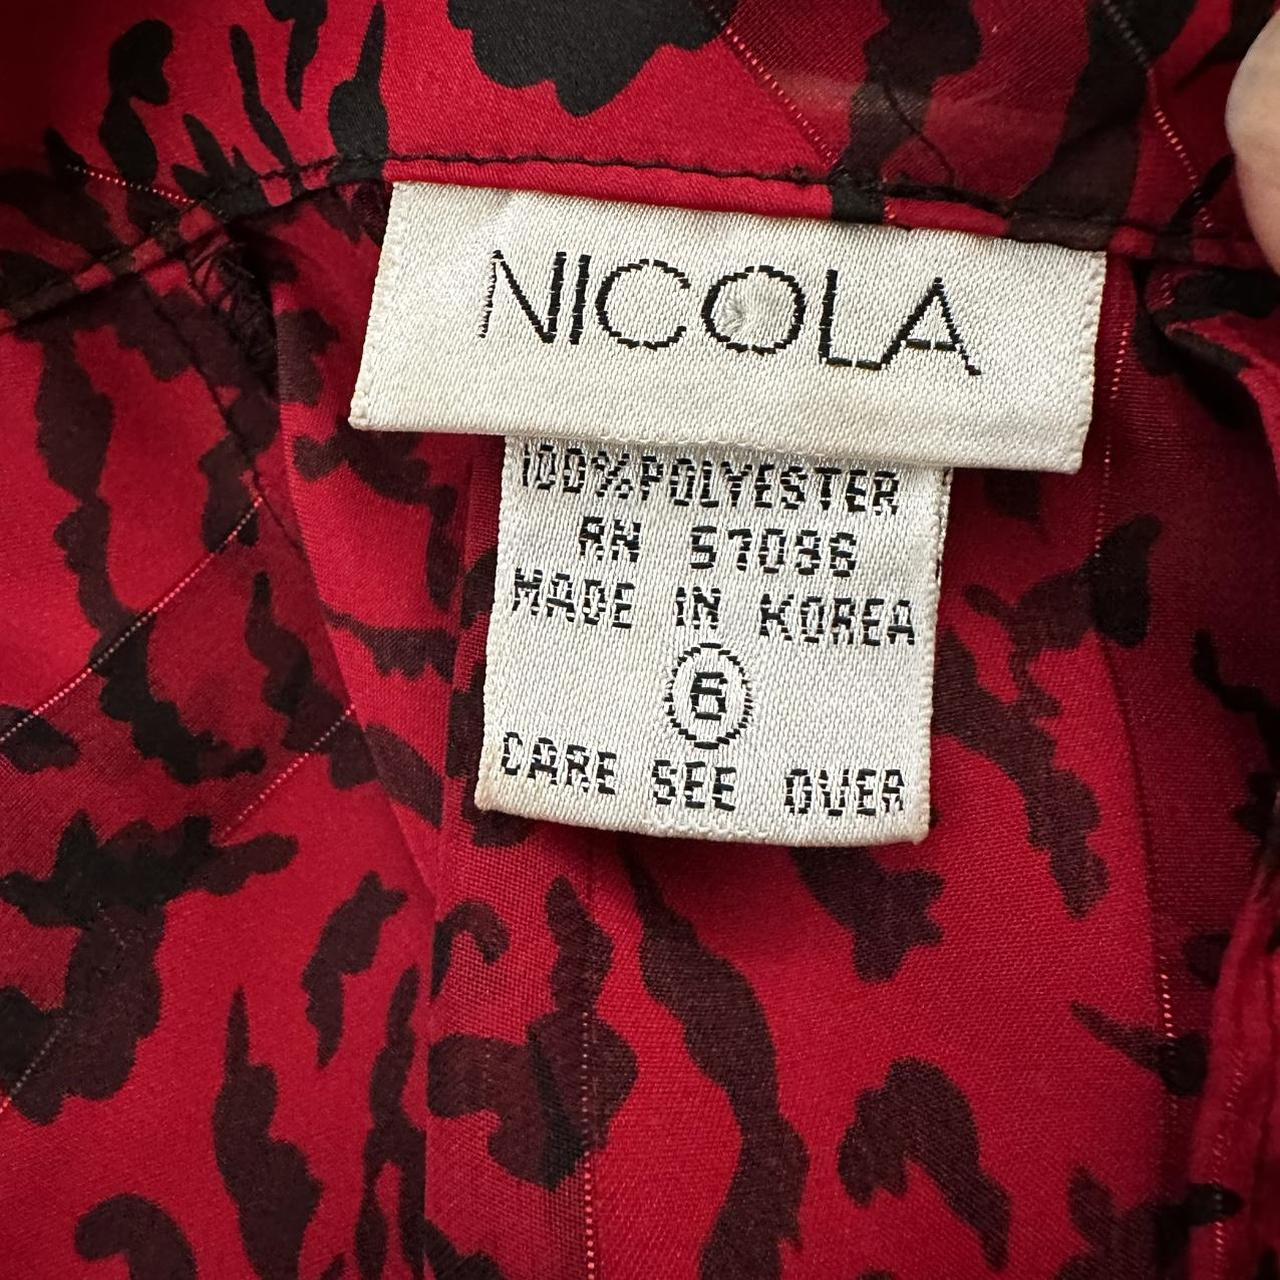 NICOLA
100% POLYESTER
RN 57086
MADE IN KOREA
6
CARE SEE OVER